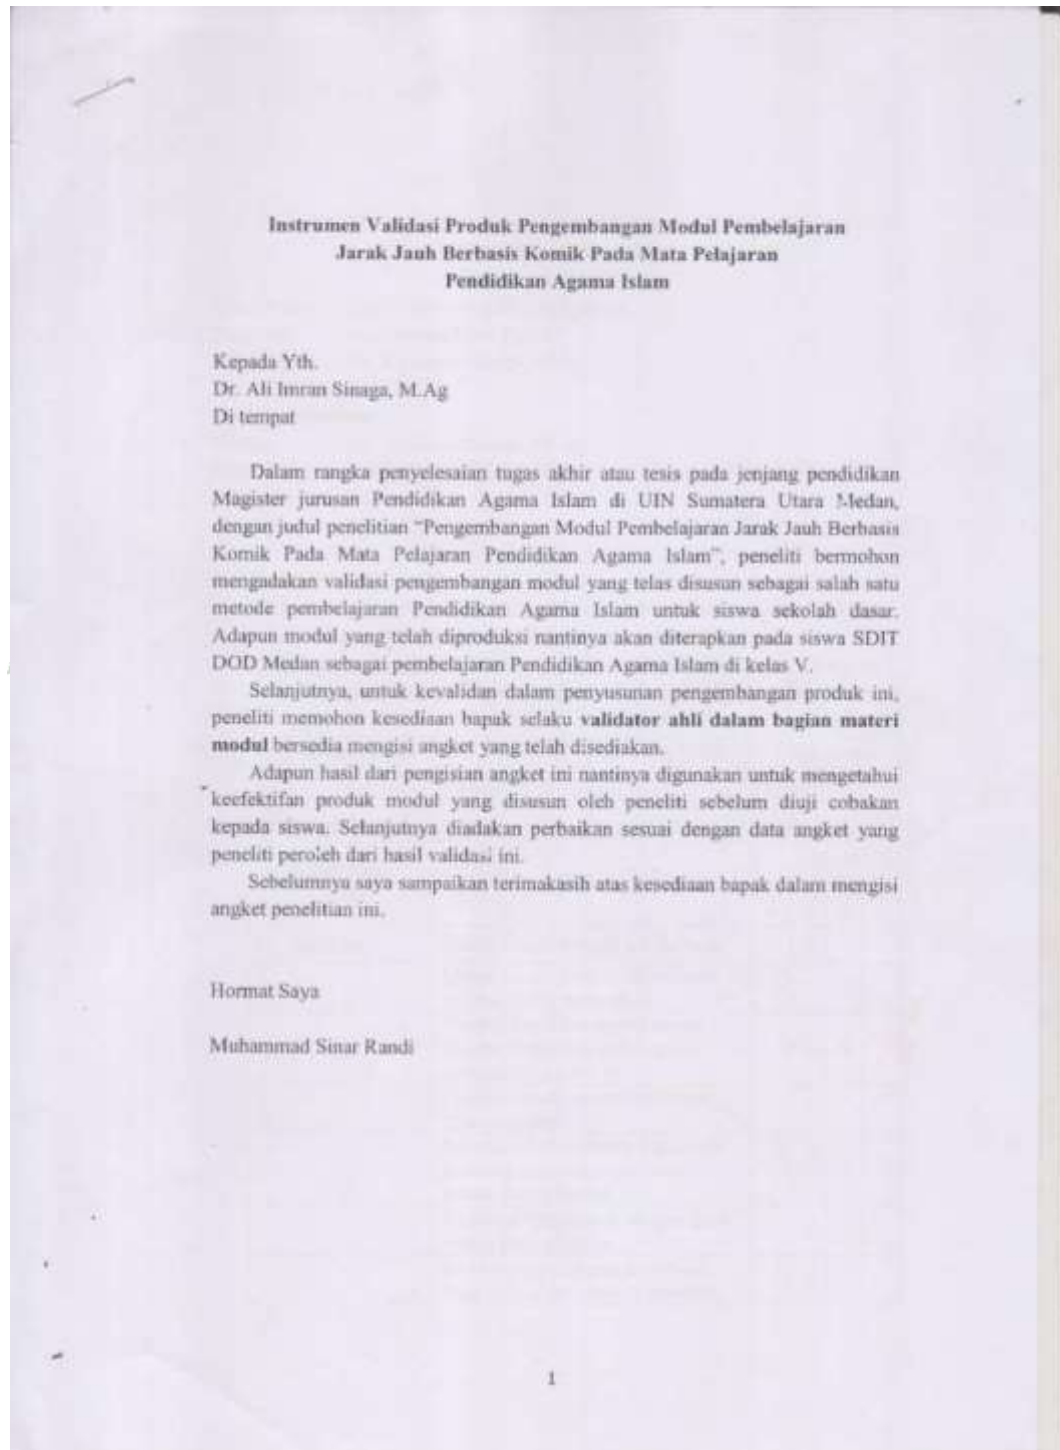 Instrumen Validasi Produk Pengembangan Modul Pembelajaran
Jarak Jauh Berbasis Komik Pada Mata Pelajaran
Pendidikan Agama Islam
Kepada Yth.
Dr. Ali Imran Sinaga, M.Ag
Di tempat
Dalam rangka penyelesaian tugas akhir atau tesis pada jenjang pendidikan
Magister jurusan Pendidikan Agama Islam di UIN Sumatera Utara Medan,
dengan judul penelitian “Pengembangan Modul Pembelajaran Jarak Jauh Berbasis
Komik Pada Mata Pelajaran Pendidikan Agama Islam”, peneliti bermohon
mengadakan validasi pengembangan modul yang telas disusun sebagai salah satu
metode pembelajaran Pendidikan Agama Islam untuk siswa sekolah dasar.
Adapun modul yang telah diproduksi nantinya akan diterapkan pada siswa SDIT
DOD Medan sebagai pembelajaran Pendidikan Agama Islam di kelas V.
Selanjutnya, untuk kevalidan dalam penyusunan pengembangan produk ini,
peneliti memohon kesediaan bapak selaku validator ahli dalam bagian materi
modul bersedia mengisi angket yang telah disediakan.
Adapun hasil dari pengisian angket ini nantinya digunakan untuk mengetahui
keefektifan produk modul yang disusun oleh peneliti sebelum diuji cobakan
kepada siswa. Selanjutnya diadakan perbaikan sesuai dengan data angket yang
peneliti peroleh dari hasil validasi ini.
Sebelumnya saya sampaikan terimakasih atas kesediaan bapak dalam mengisi
angket penelitian ini.
Hormat Saya
Muhammad Sinar Randi
1